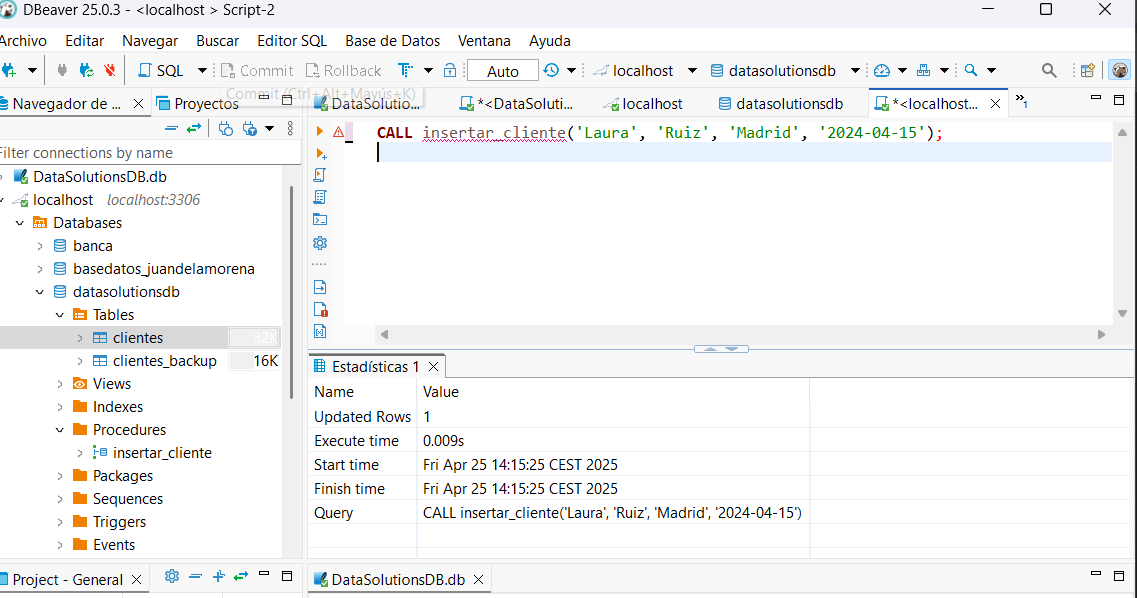 DBeaver 25.0.3 - <localhost > Script-2
Archivo Editar Navegar Buscar Editor SQL Base de Datos Ventana Ayuda
SQL Commit Rollback Auto localhost datasolutionsdb
Commit (Ctrl+Alt+Mayús+K)
Navegador de ... Proyectos DataSolutio... *<DataSoluti... localhost datasolutionsdb *<localhost... »1
Filter connections by name
DataSolutionsDB.db
localhost localhost:3306
Databases
banca
basedatos_juandelamorena
datasolutionsdb
Tables
clientes 32K
clientes_backup 16K
Views
Indexes
Procedures
insertar_cliente
Packages
Sequences
Triggers
Events
CALL insertar_cliente('Laura', 'Ruiz', 'Madrid', '2024-04-15');
Estadísticas 1
Name Value
Updated Rows 1
Execute time 0.009s
Start time Fri Apr 25 14:15:25 CEST 2025
Finish time Fri Apr 25 14:15:25 CEST 2025
Query CALL insertar_cliente('Laura', 'Ruiz', 'Madrid', '2024-04-15')
Project - General
DataSolutionsDB.db